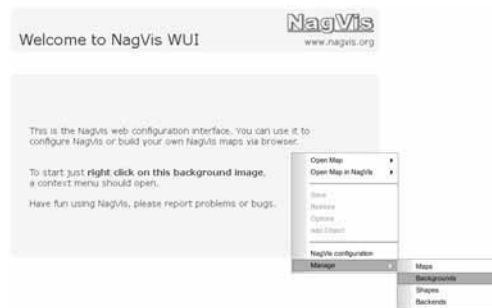 Welcome to NagVis WUI
NagVis
www.nagvis.org
This is the NagVis web configuration interface. You can use it to
configure NagVis or build your own NagVis maps via browser.
To start just right click on this background image,
a context menu should open.
Have fun using NagVis, please report problems or bugs.
Open Map
Open Map in NagVis
Save
Restore
Options
Add Object
NagVis configuration
Manage
Maps
Backgrounds
Shapes
Backends